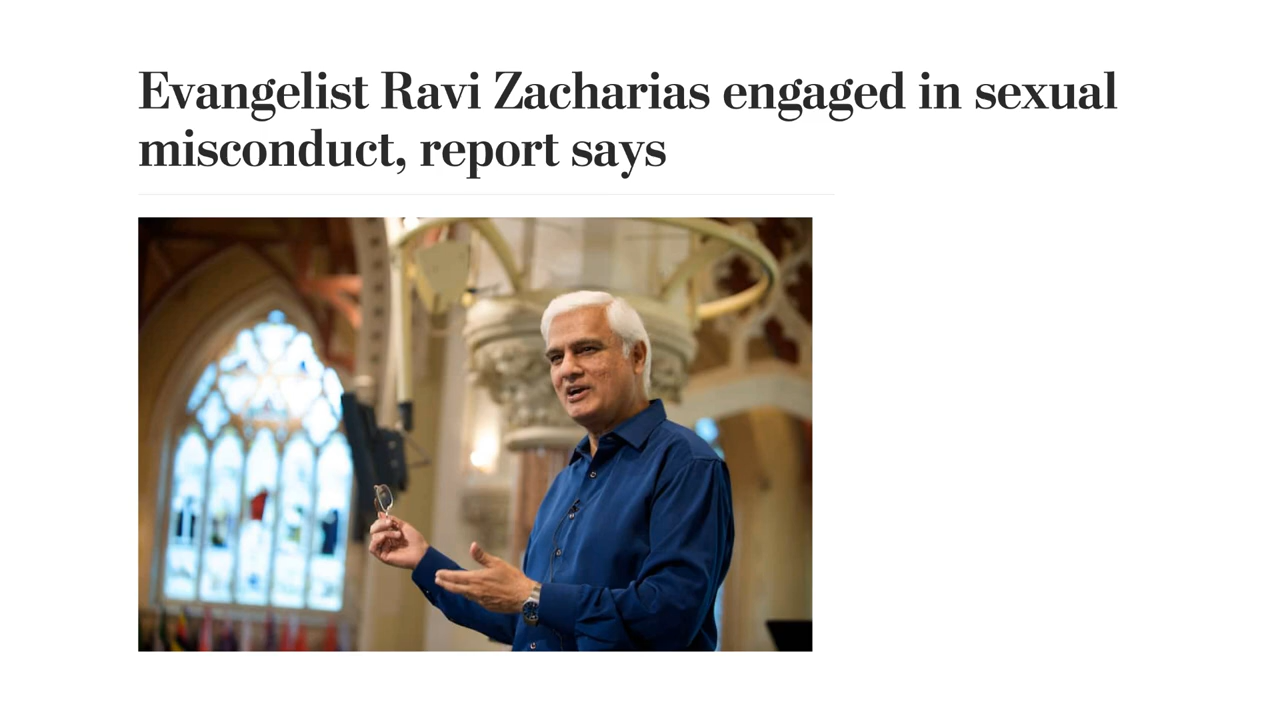 Evangelist Ravi Zacharias engaged in sexual
misconduct, report says